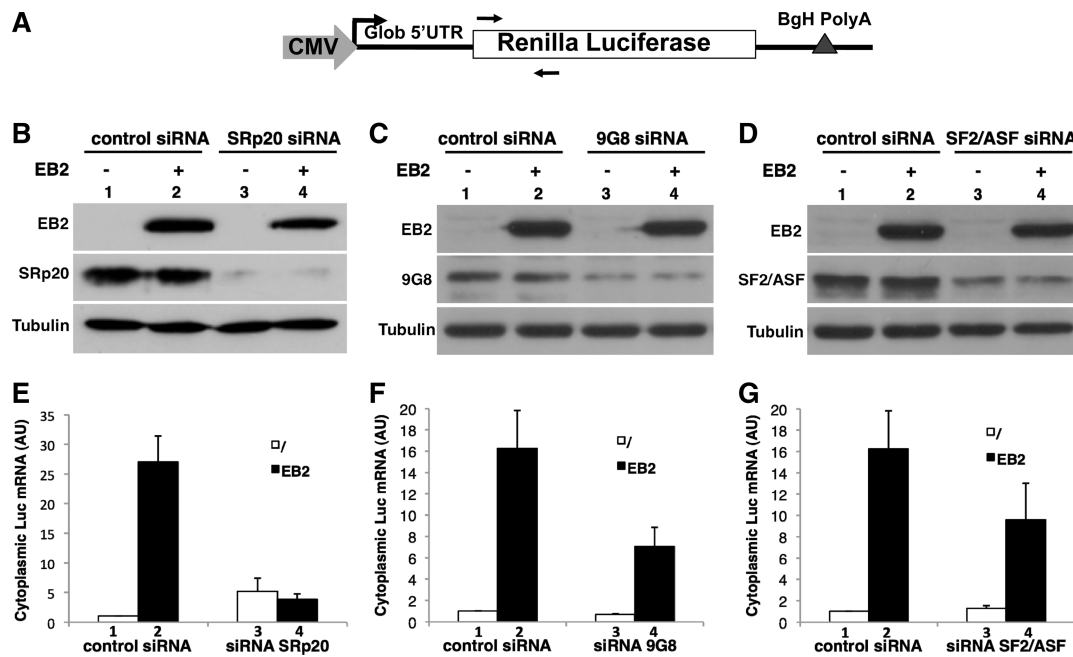 A
CMV
Glob 5'UTR
Renilla Luciferase
BgH PolyA
B
control siRNA SRp20 siRNA
EB2 - + - +
1 2 3 4
EB2
SRp20
Tubulin
C
control siRNA 9G8 siRNA
EB2 - + - +
1 2 3 4
EB2
9G8
Tubulin
D
control siRNA SF2/ASF siRNA
EB2 - + - +
1 2 3 4
EB2
SF2/ASF
Tubulin
E
Cytoplasmic Luc mRNA (AU)
35
30
25
20
15
10
5
0
/
EB2
1 2 3 4
control siRNA siRNA SRp20
F
Cytoplasmic Luc mRNA (AU)
20
18
16
14
12
10
8
6
4
2
0
/
EB2
1 2 3 4
control siRNA siRNA 9G8
G
Cytoplasmic Luc mRNA (AU)
20
18
16
14
12
10
8
6
4
2
0
/
EB2
1 2 3 4
control siRNA siRNA SF2/ASF